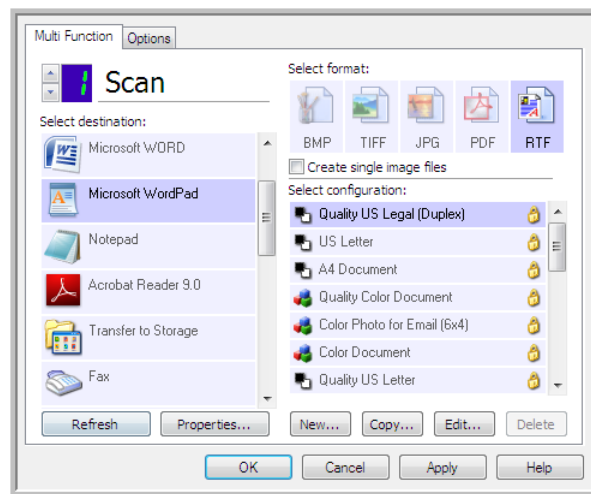 Multi Function
Options
1 Scan
Select destination:
Microsoft WORD
Microsoft WordPad
Notepad
Acrobat Reader 9.0
Transfer to Storage
Fax
Refresh
Properties...
Select format:
BMP TIFF JPG PDF RTF
Create single image files
Select configuration:
Quality US Legal (Duplex)
US Letter
A4 Document
Quality Color Document
Color Photo for Email (6x4)
Color Document
Quality US Letter
New... Copy... Edit... Delete
OK Cancel Apply Help